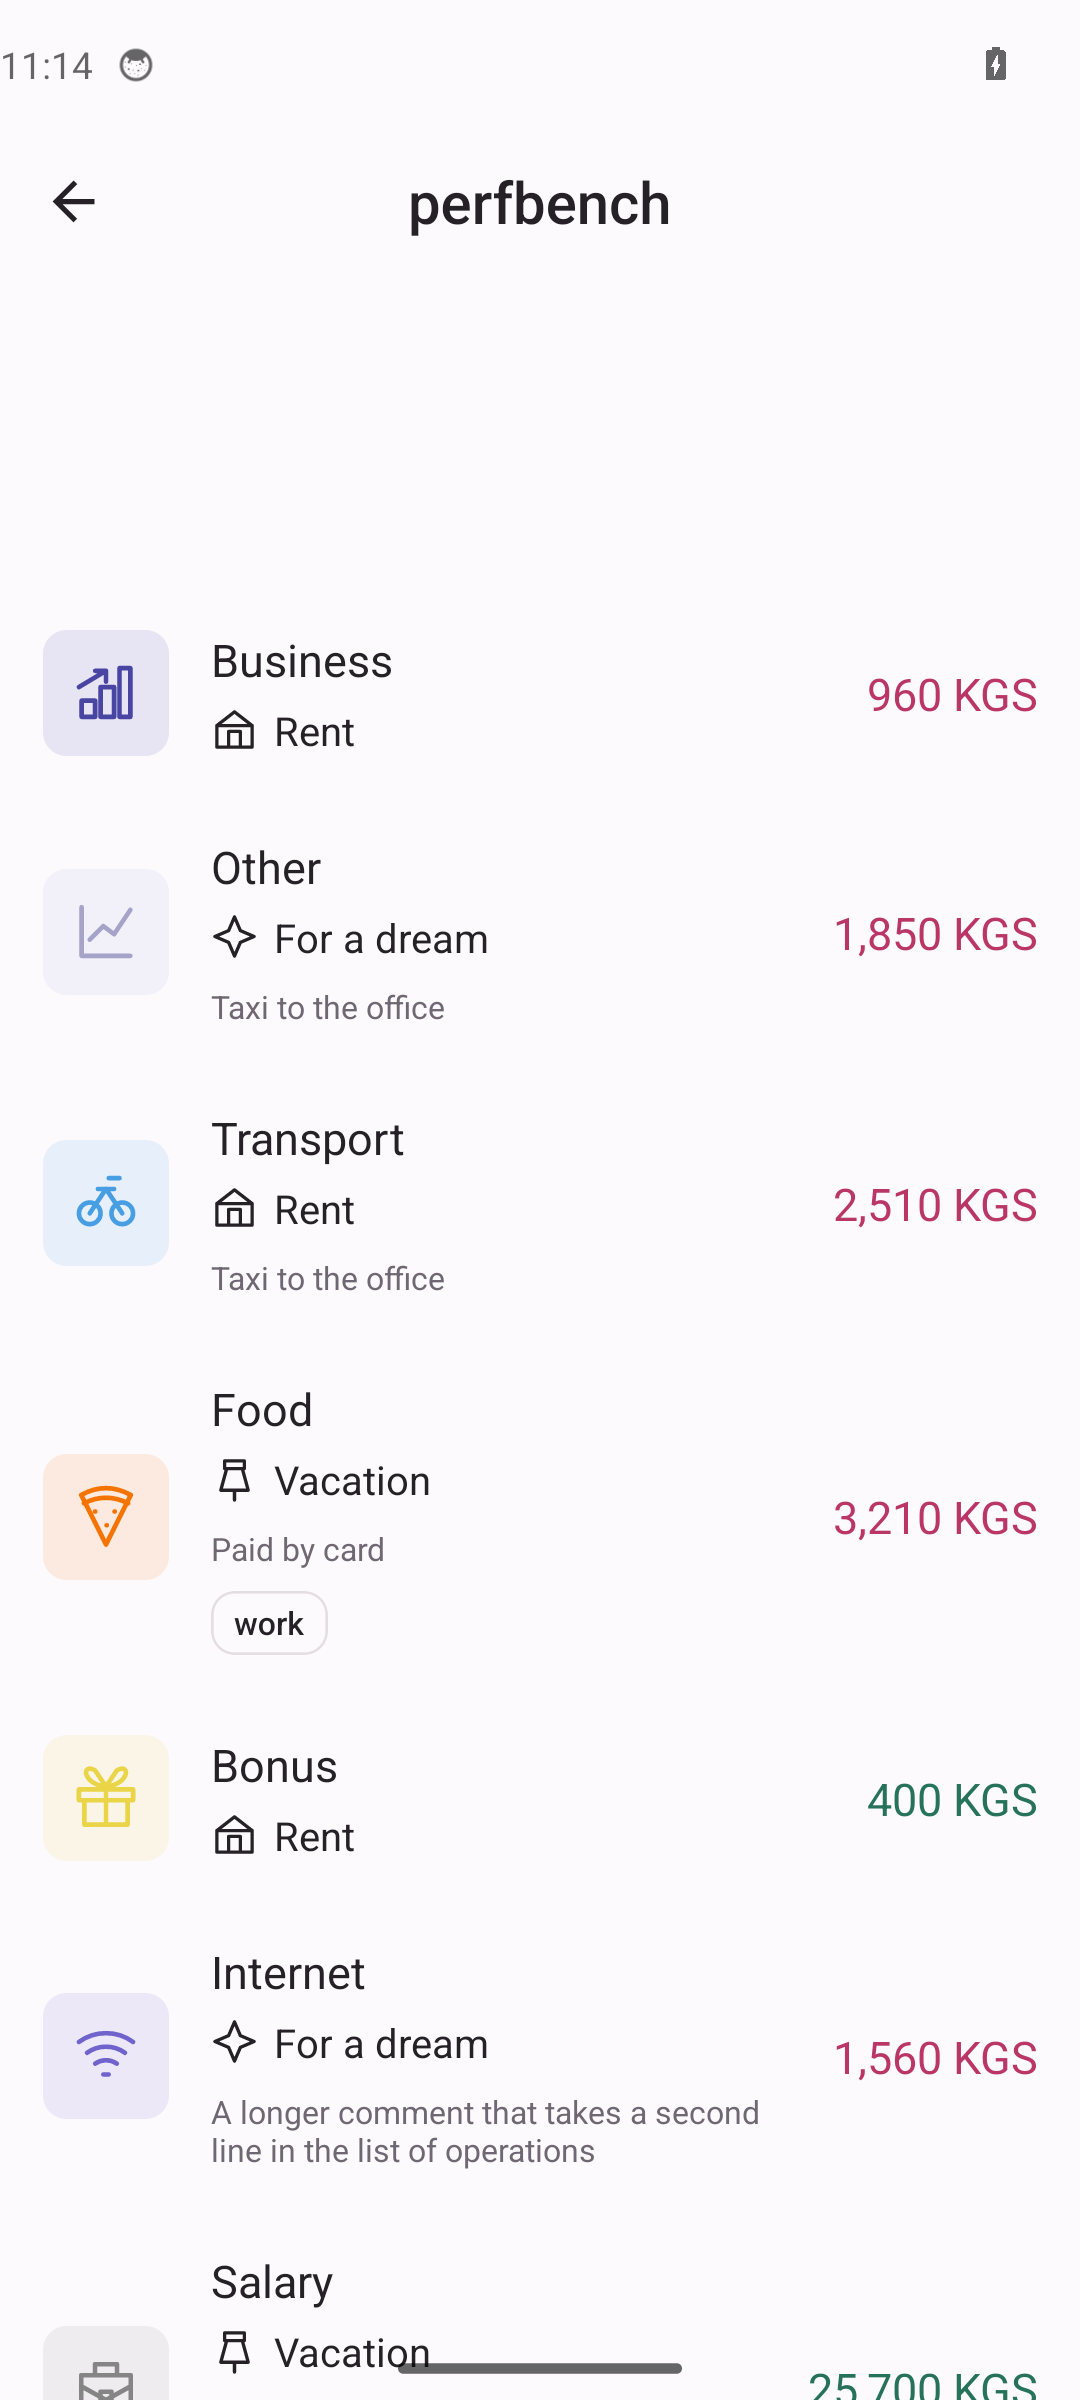 11:14
perfbench
Business
960 KGS
Rent
Other
For a dream
1,850 KGS
Taxi to the office
Transport
Rent
2,510 KGS
Taxi to the office
Food
Vacation
3,210 KGS
Paid by card
work
Bonus
400 KGS
Rent
Internet
For a dream
1,560 KGS
A longer comment that takes a second
line in the list of operations
Salary
Vacation
25,700 KGS